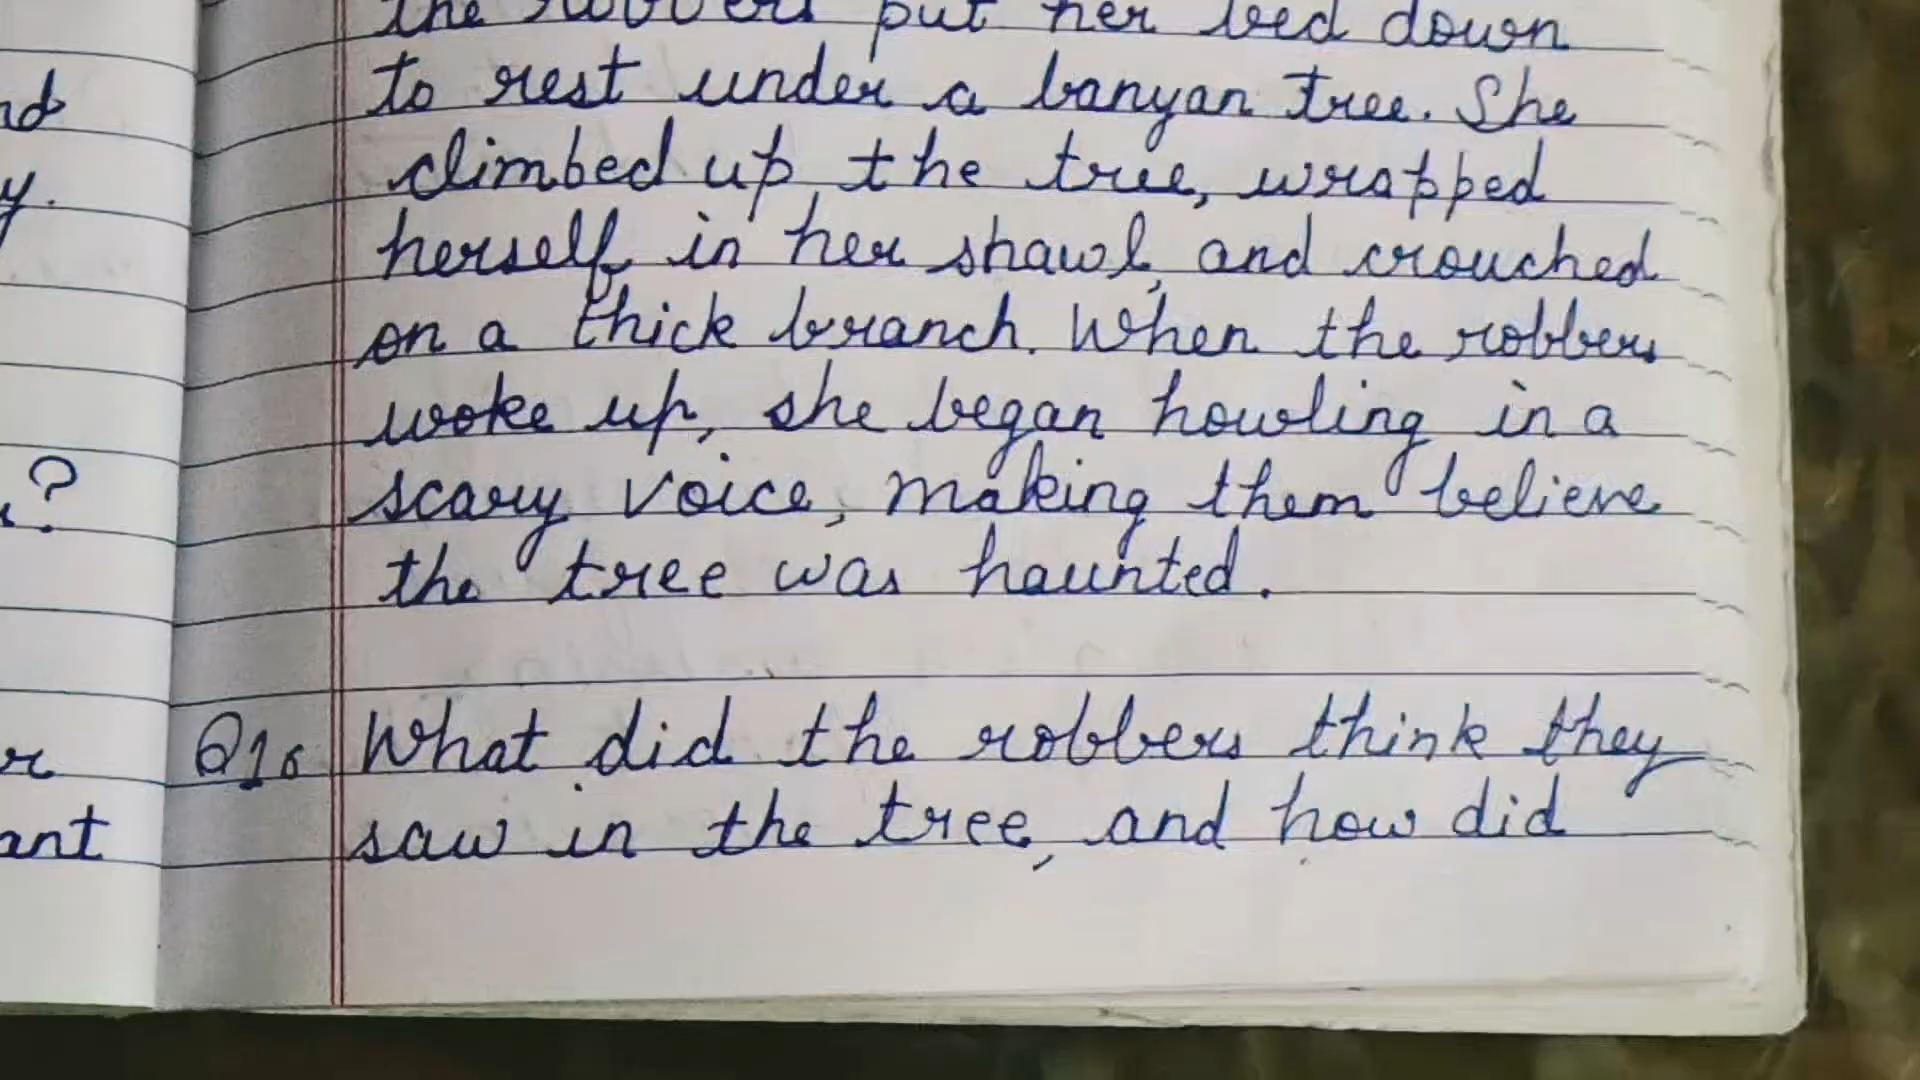 nd
y.
?
r
ant
the robbers put her bed down
to rest under a banyan tree. She
climbed up the tree, wrapped
herself in her shawl, and crouched
on a thick branch. When the robbers
woke up, she began howling in a
scary voice, making them believe
the tree was haunted.
Q16 What did the robbers think they
saw in the tree, and how did